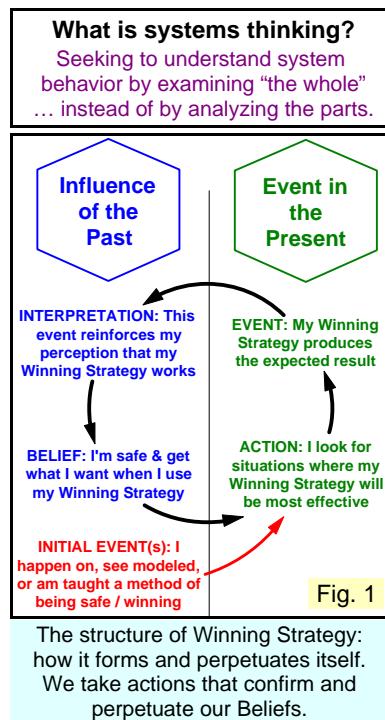 What is systems thinking?
Seeking to understand system
behavior by examining “the whole”
… instead of by analyzing the parts.
Influence
of the
Past
Event in
the
Present
INTERPRETATION: This
event reinforces my
perception that my
Winning Strategy works
EVENT: My Winning
Strategy produces
the expected result
BELIEF: I'm safe & get
what I want when I use
my Winning Strategy
ACTION: I look for
situations where my
Winning Strategy will
be most effective
INITIAL EVENT(s): I
happen on, see modeled,
or am taught a method of
being safe / winning
Fig. 1
The structure of Winning Strategy:
how it forms and perpetuates itself.
We take actions that confirm and
perpetuate our Beliefs.